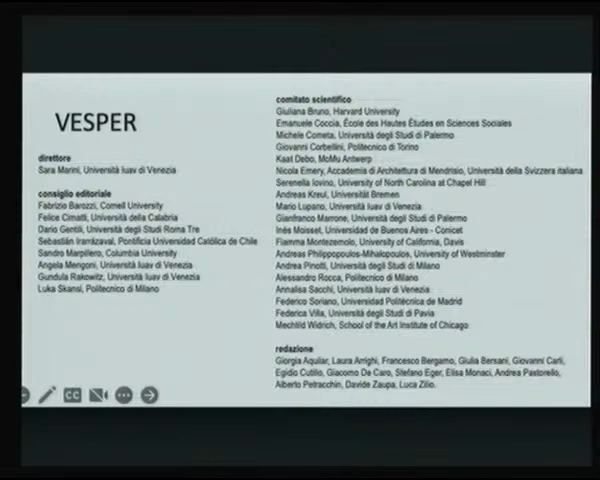 VESPER
direttore
Sara Marini, Università Iuav di Venezia
consiglio editoriale
Fabrizio Barozzi, Cornell University
Felice Cimatti, Università della Calabria
Dario Gentili, Università degli Studi Roma Tre
Sebastián Irarrázaval, Pontificia Universidad Católica de Chile
Sandro Marpillero, Columbia University
Angela Mengoni, Università Iuav di Venezia
Gundula Rakowitz, Università Iuav di Venezia
Luka Skansi, Politecnico di Milano
comitato scientifico
Giuliana Bruno, Harvard University
Emanuele Coccia, École des Hautes Études en Sciences Sociales
Michele Cometa, Università degli Studi di Palermo
Giovanni Corbellini, Politecnico di Torino
Kaat Debo, MoMu Antwerp
Nicola Emery, Accademia di Architettura di Mendrisio, Università della Svizzera italiana
Serenella Iovino, University of North Carolina at Chapel Hill
Andreas Kreul, Universität Bremen
Mario Lupano, Università Iuav di Venezia
Gianfranco Marrone, Università degli Studi di Palermo
Inés Moisset, Universidad de Buenos Aires - Conicet
Fiamma Montezemolo, University of California, Davis
Andreas Philippopoulos-Mihalopoulos, University of Westminster
Andrea Pinotti, Università degli Studi di Milano
Alessandro Rocca, Politecnico di Milano
Annalisa Sacchi, Università Iuav di Venezia
Federico Soriano, Universidad Politécnica de Madrid
Federica Villa, Università degli Studi di Pavia
Mechtild Widrich, School of the Art Institute of Chicago
redazione
Giorgia Aquilar, Laura Arrighi, Francesco Bergamo, Giulia Bersani, Giovanni Carli,
Egidio Cutillo, Giacomo De Caro, Stefano Eger, Elisa Monaci, Andrea Pastorello,
Alberto Petracchin, Davide Zaupa, Luca Zilio.
CC